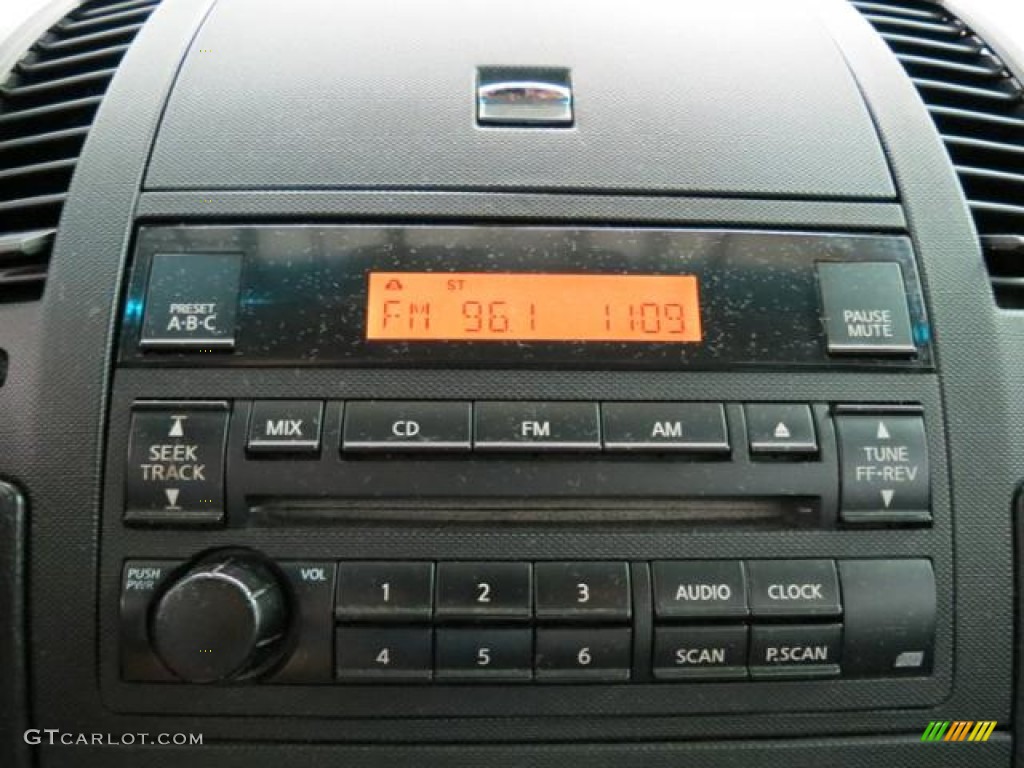 ST
FM 96.1 11:09
PRESET
A·B·C
PAUSE
MUTE
SEEK
TRACK
MIX
CD
FM
AM
TUNE
FF·REV
PUSH
PWR
VOL
1
2
3
AUDIO
CLOCK
4
5
6
SCAN
P.SCAN
GTCARLOT.COM